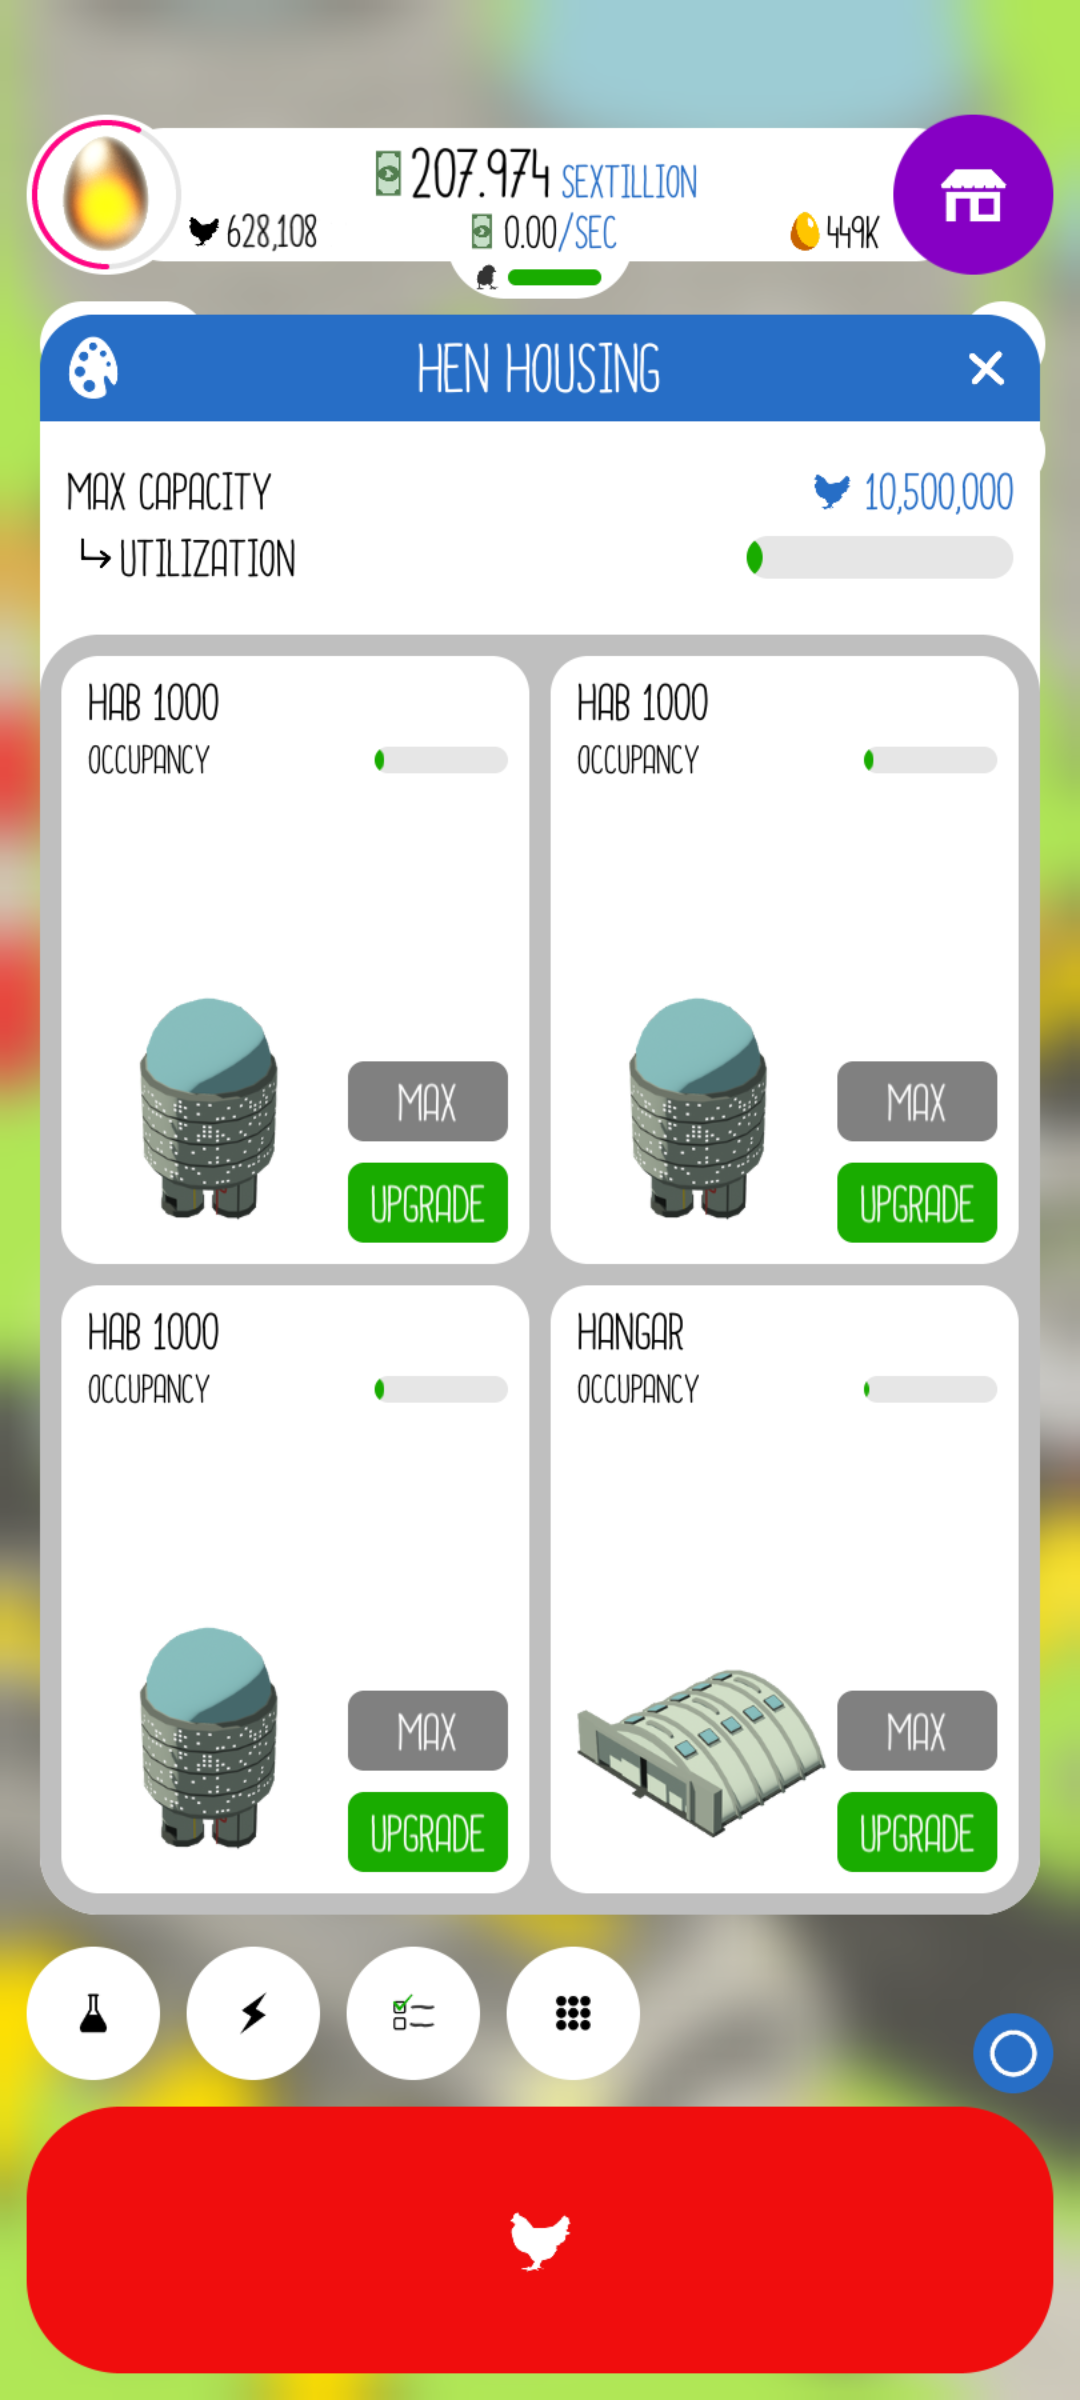 207.974 SEXTILLION
628,108
0.00/SEC
449K
HEN HOUSING
MAX CAPACITY
10,500,000
UTILIZATION
HAB 1000
OCCUPANCY
MAX
UPGRADE
HAB 1000
OCCUPANCY
MAX
UPGRADE
HAB 1000
OCCUPANCY
MAX
UPGRADE
HANGAR
OCCUPANCY
MAX
UPGRADE